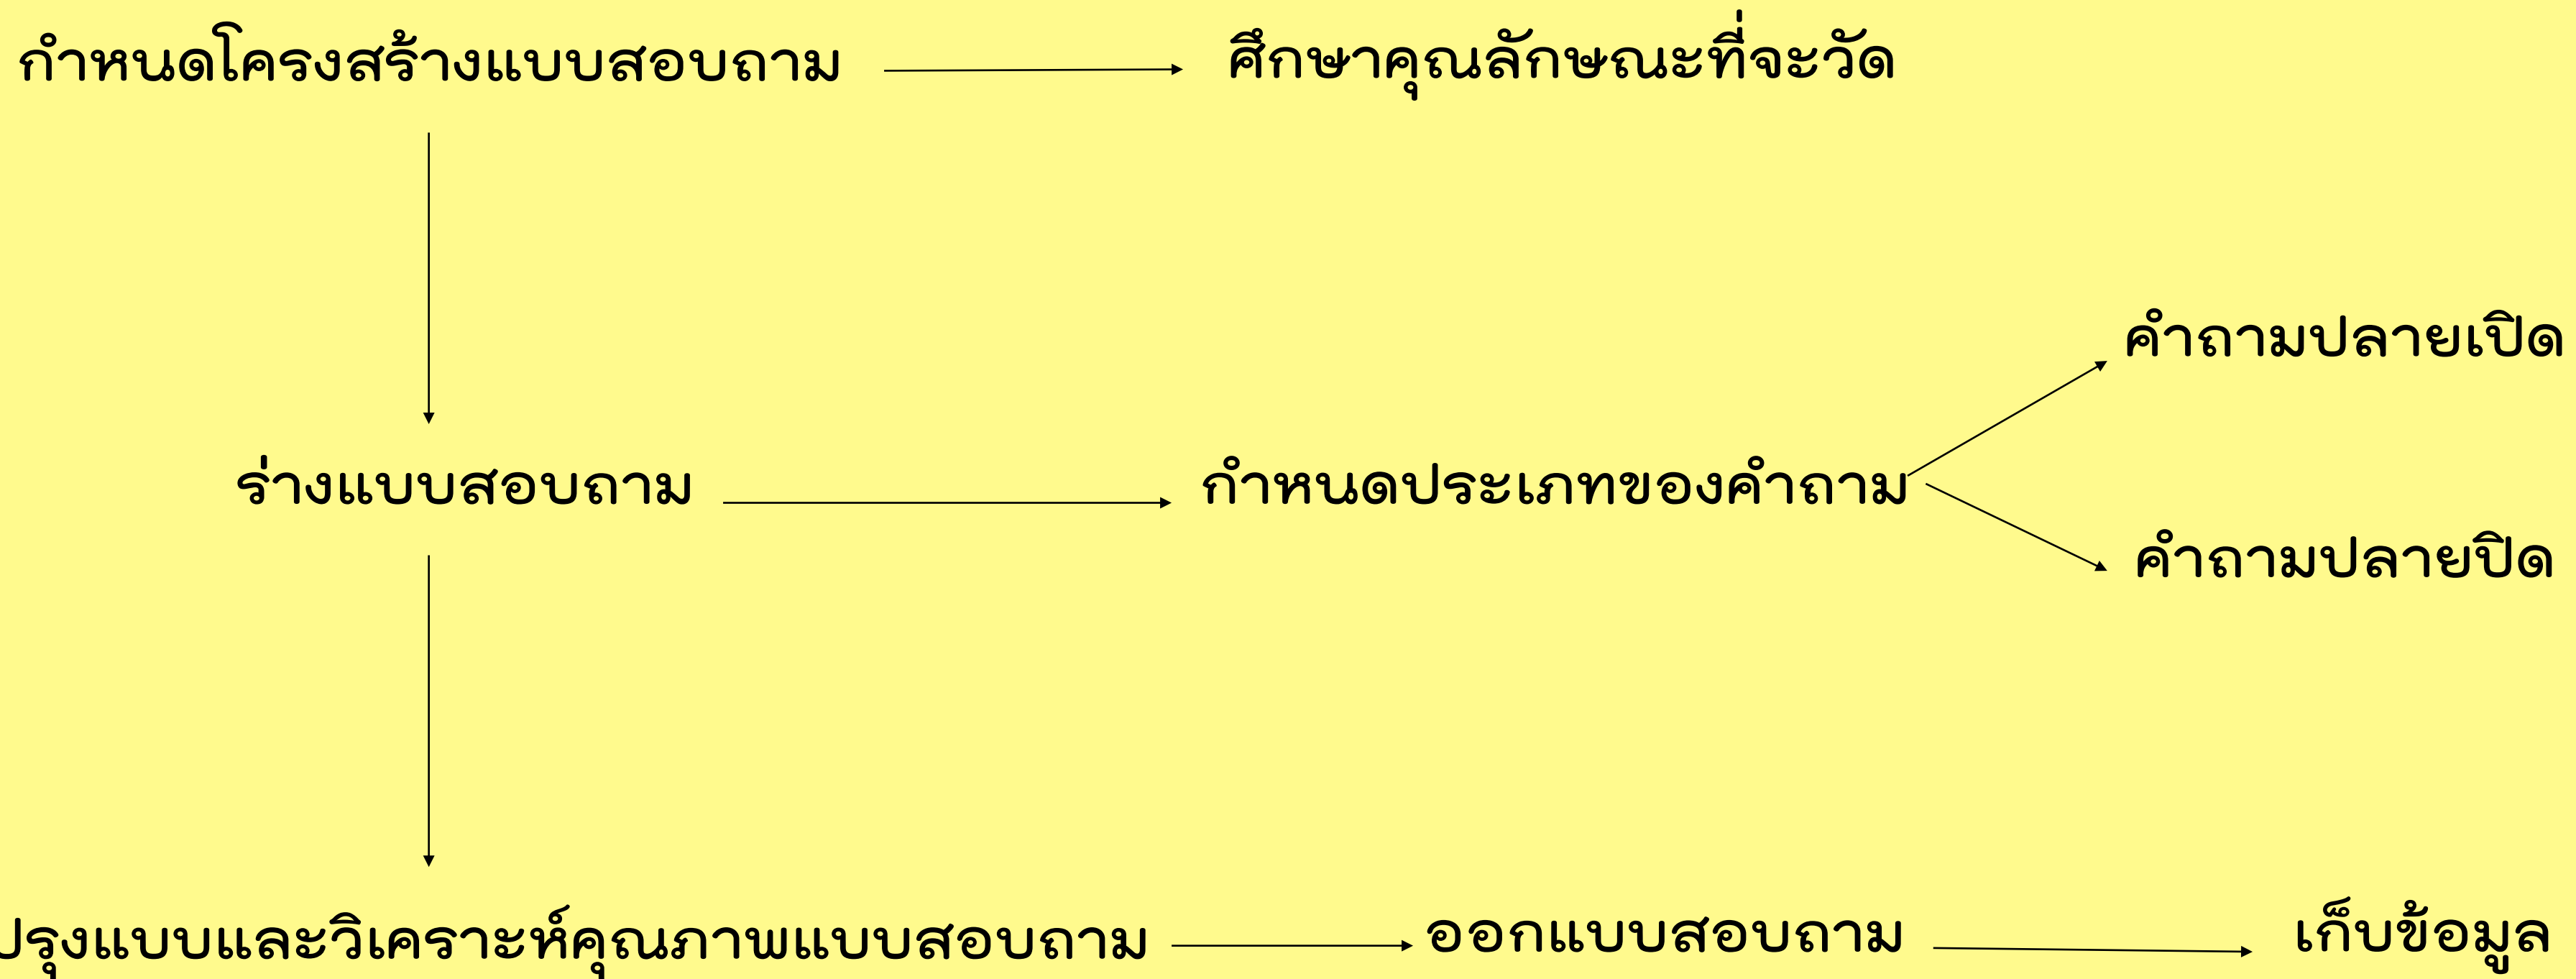 กำหนดโครงสร้างแบบสอบถาม
ศึกษาคุณลักษณะที่จะวัด
คำถามปลายเปิด
ร่างแบบสอบถาม
กำหนดประเภทของคำถาม
คำถามปลายปิด
ปรุงแบบและวิเคราะห์คุณภาพแบบสอบถาม
ออกแบบสอบถาม
เก็บข้อมูล